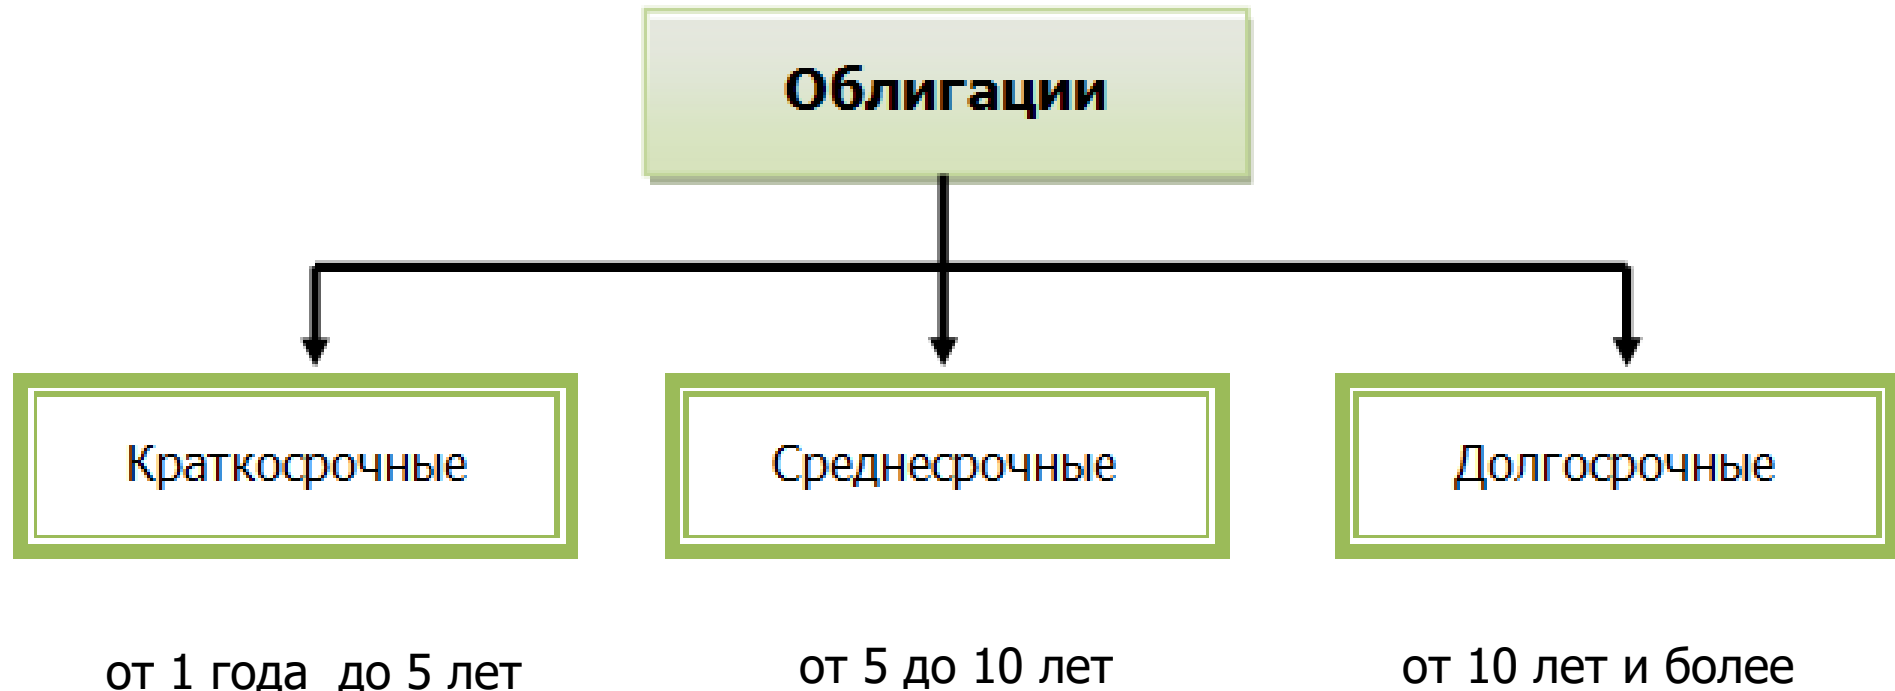 Облигации
Краткосрочные
Среднесрочные
Долгосрочные
от 1 года  до 5 лет
от 5 до 10 лет
от 10 лет и более